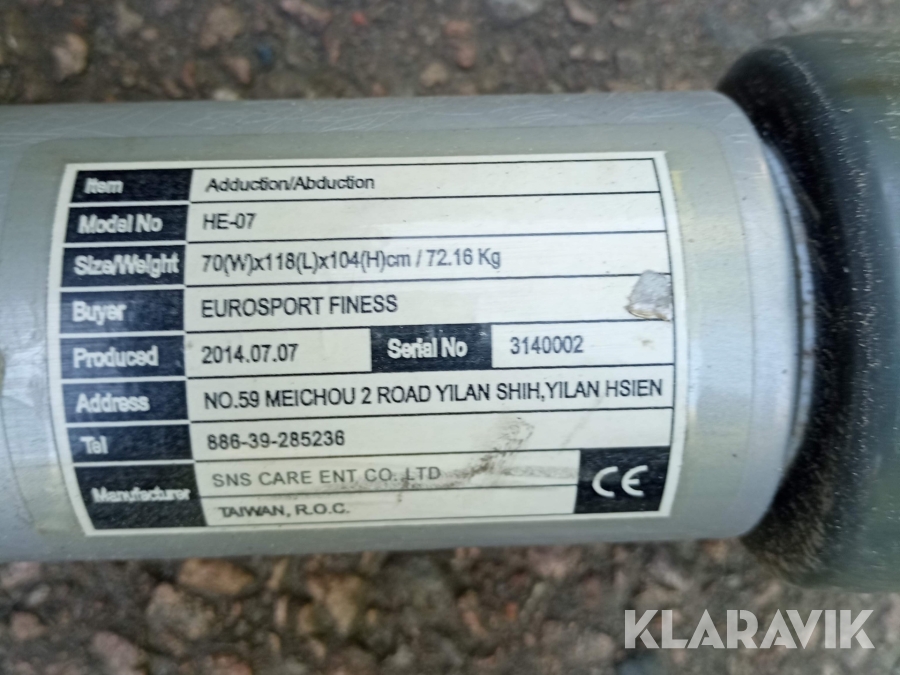 Item Adduction/Abduction
Model No HE-07
Size/Weight 70(W)x118(L)x104(H)cm / 72.16 Kg
Buyer EUROSPORT FINESS
Produced 2014.07.07 Serial No 3140002
Address NO.59 MEICHOU 2 ROAD YILAN SHIH,YILAN HSIEN
Tel 886-39-285236
Manufacturer SNS CARE ENT CO. LTD
TAIWAN, R.O.C.
CE
KLARAVIK